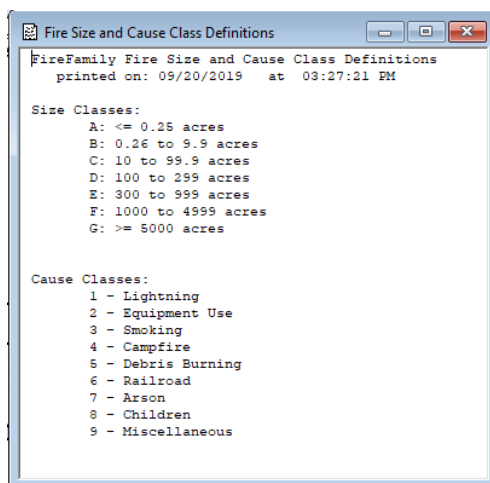 Fire Size and Cause Class Definitions
FireFamily Fire Size and Cause Class Definitions
printed on: 09/20/2019 at 03:27:21 PM
Size Classes:
A: <= 0.25 acres
B: 0.26 to 9.9 acres
C: 10 to 99.9 acres
D: 100 to 299 acres
E: 300 to 999 acres
F: 1000 to 4999 acres
G: >= 5000 acres
Cause Classes:
1 - Lightning
2 - Equipment Use
3 - Smoking
4 - Campfire
5 - Debris Burning
6 - Railroad
7 - Arson
8 - Children
9 - Miscellaneous